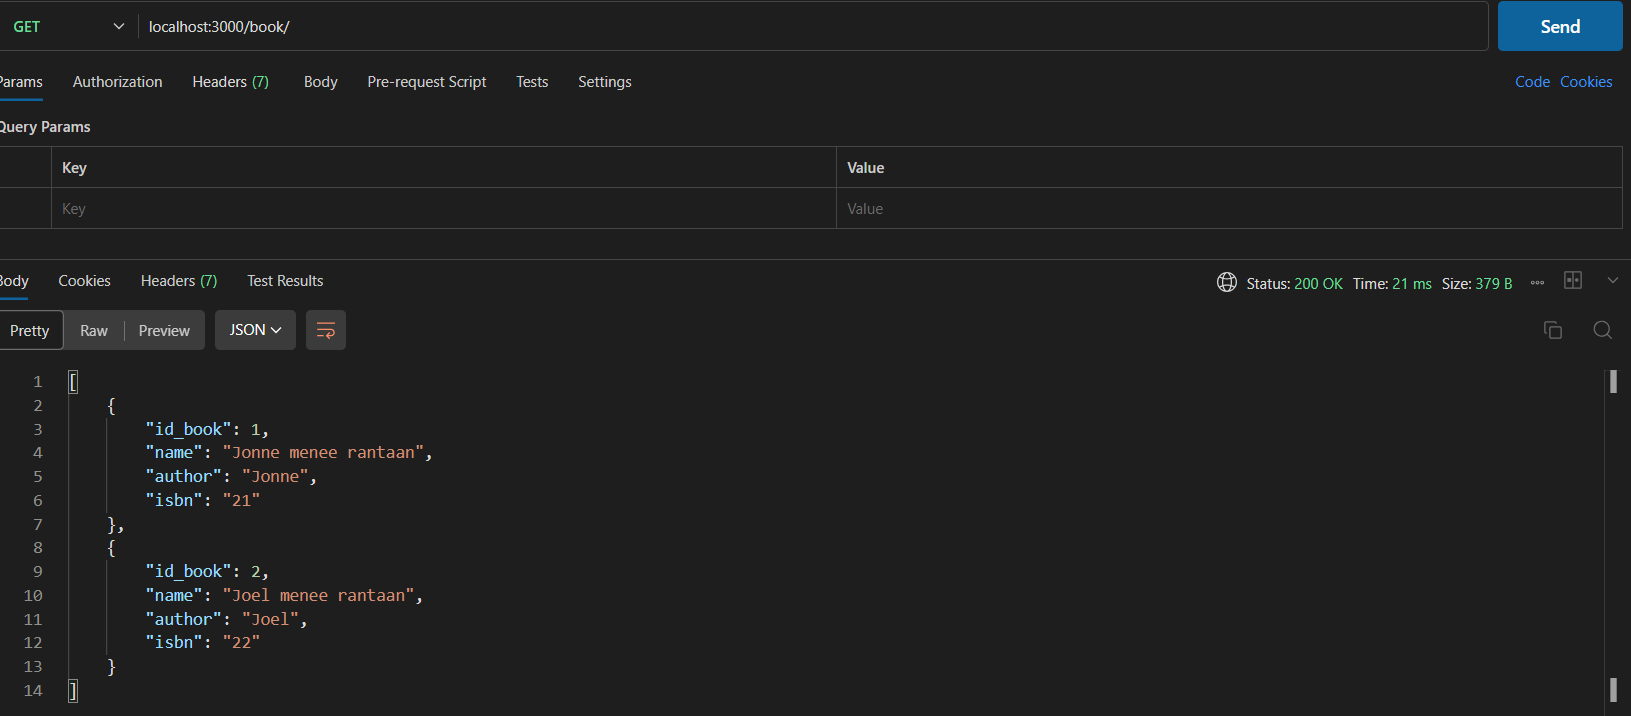 GET localhost:3000/book/ Send
Params Authorization Headers (7) Body Pre-request Script Tests Settings Code Cookies
Query Params
Key Value
Key Value
Body Cookies Headers (7) Test Results Status: 200 OK Time: 21 ms Size: 379 B
Pretty Raw Preview JSON
1 [
2 {
3 "id_book": 1,
4 "name": "Jonne menee rantaan",
5 "author": "Jonne",
6 "isbn": "21"
7 },
8 {
9 "id_book": 2,
10 "name": "Joel menee rantaan",
11 "author": "Joel",
12 "isbn": "22"
13 }
14 ]